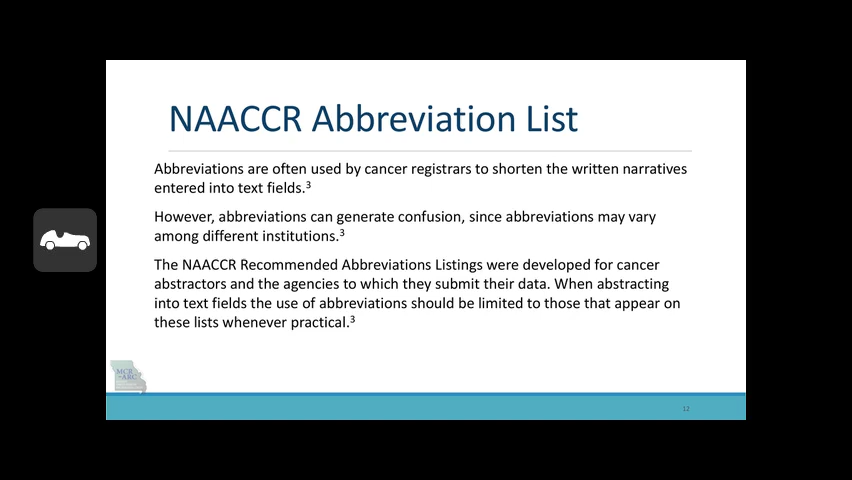 NAACCR Abbreviation List
Abbreviations are often used by cancer registrars to shorten the written narratives
entered into text fields.³
However, abbreviations can generate confusion, since abbreviations may vary
among different institutions.³
The NAACCR Recommended Abbreviations Listings were developed for cancer
abstractors and the agencies to which they submit their data. When abstracting
into text fields the use of abbreviations should be limited to those that appear on
these lists whenever practical.³
MCR
ARC
12